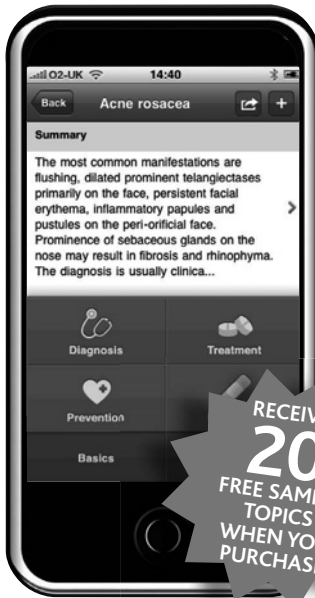 O2-UK 14:40
Back Acne rosacea +
Summary
The most common manifestations are
flushing, dilated prominent telangiectases
primarily on the face, persistent facial
erythema, inflammatory papules and
pustules on the peri-orificial face.
Prominence of sebaceous glands on the
nose may result in fibrosis and rhinophyma.
The diagnosis is usually clinica...
Diagnosis Treatment
Prevention
Basics
RECEIV
20
FREE SAM
TOPICS
WHEN YO
PURCHAS